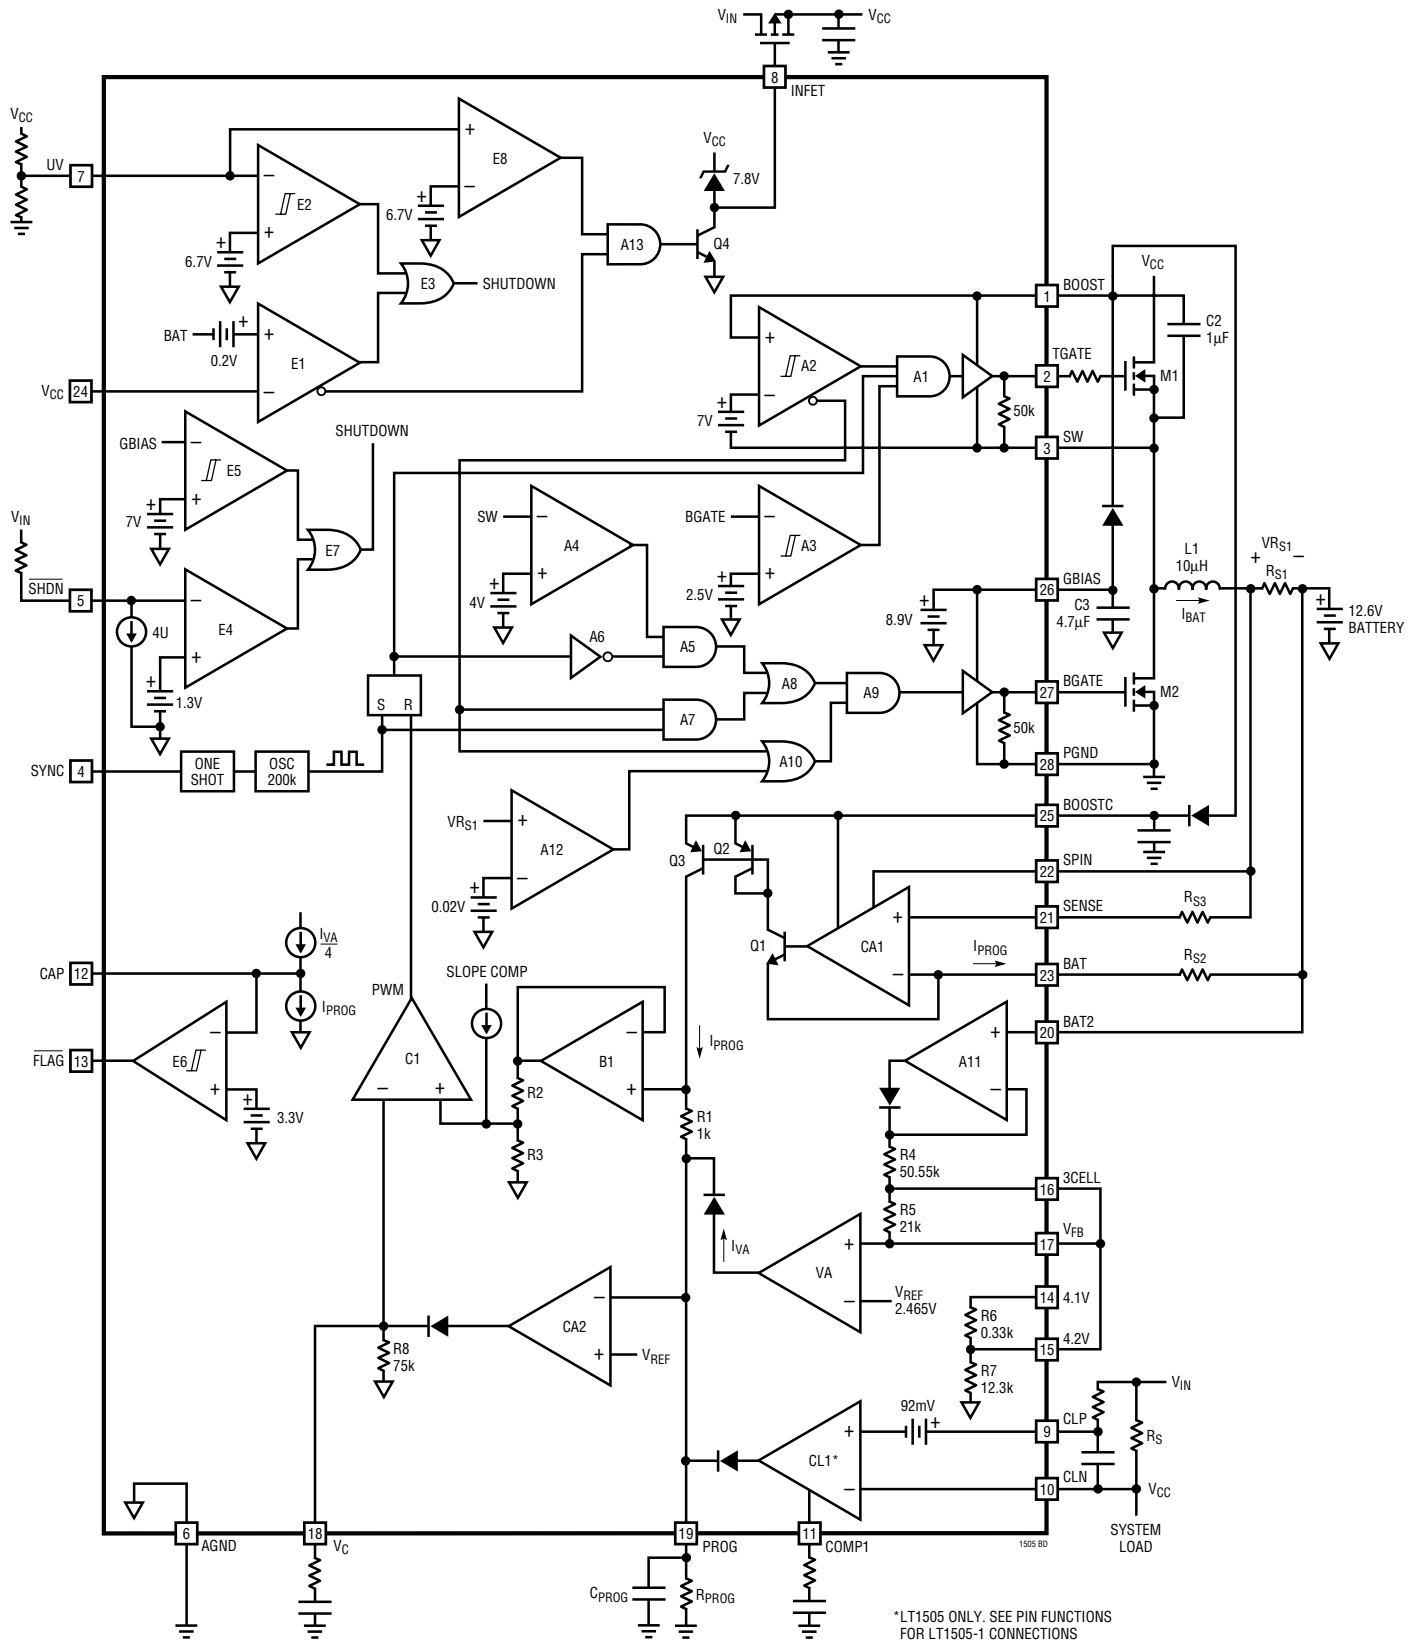 VIN
VCC
8
INFET
VCC
UV
7
+
−
E8
−
E2
+
+
6.7V
+
6.7V
VCC
7.8V
A13
Q4
E3
SHUTDOWN
BAT
+
0.2V
+
E1
−
VCC
24
1
BOOST
VCC
C2
1µF
+
A2
−
A1
TGATE
2
M1
50k
+
7V
3
SW
SHUTDOWN
GBIAS
−
E5
+
+
7V
VIN
E7
SHDN
5
−
E4
+
4U
+
1.3V
SW
−
A4
+
+
4V
BGATE
−
A3
+
+
2.5V
L1
10µH
IBAT
+ VRS1 −
RS1
GBIAS
26
C3
4.7µF
+
8.9V
+
12.6V
BATTERY
A6
A5
A8
A9
A7
A10
BGATE
27
M2
50k
PGND
28
S R
SYNC
4
ONE
SHOT
OSC
200k
VRS1
+
A12
−
+
0.02V
BOOSTC
25
Q3
Q2
SPIN
22
SENSE
21
RS3
+
CA1
−
Q1
IPROG
BAT
23
RS2
BAT2
20
CAP
12
IVA
4
IPROG
FLAG
13
−
E6
+
+
3.3V
PWM
C1
−
+
SLOPE COMP
−
B1
+
R2
R3
IPROG
R1
1k
+
A11
−
R4
50.55k
3CELL
16
R5
21k
VFB
17
IVA
+
VA
−
VREF
2.465V
14
4.1V
R6
0.33k
4.2V
15
R7
12.3k
−
CA2
+
VREF
R8
75k
VIN
92mV
+
CLP
9
RS
+
CL1*
−
CLN
10
VCC
SYSTEM
LOAD
6
AGND
18
VC
19
PROG
11
COMP1
1505 BD
CPROG
RPROG
*LT1505 ONLY. SEE PIN FUNCTIONS
FOR LT1505-1 CONNECTIONS